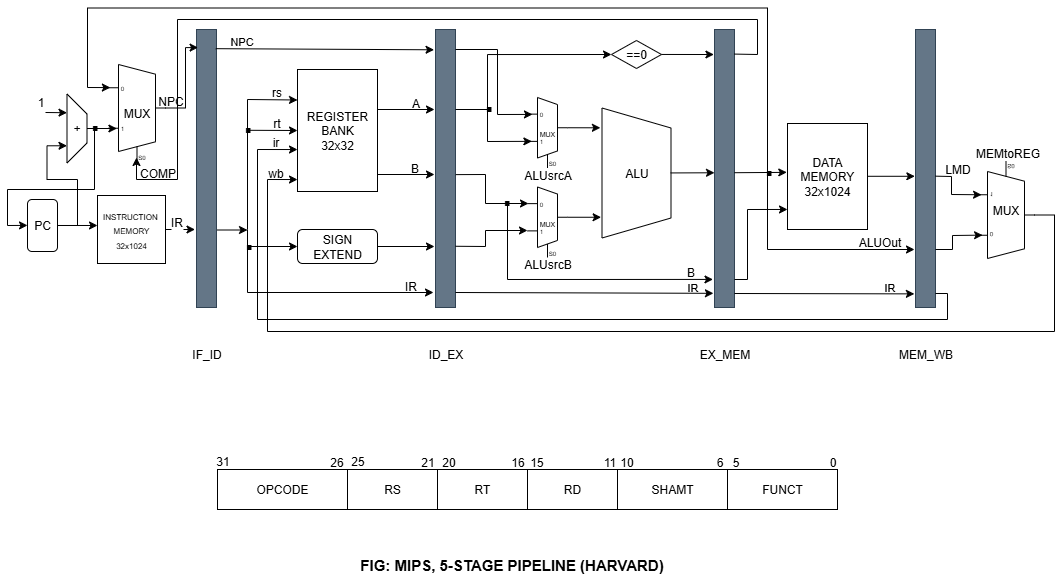 NPC
==0
0
MUX
1
NPC
1
+
S0
COMP
rs
rt
ir
wb
REGISTER
BANK
32x32
A
B
0
MUX
1
S0
ALUsrcA
ALU
0
MUX
1
S0
ALUsrcB
DATA
MEMORY
32x1024
MEMtoREG
S0
LMD
1
MUX
0
ALUOut
PC
INSTRUCTION
MEMORY
32x1024
IR
SIGN
EXTEND
IR
B
IR
IR
IF_ID
ID_EX
EX_MEM
MEM_WB
31 26 25 21 20 16 15 11 10 6 5 0
OPCODE RS RT RD SHAMT FUNCT
FIG: MIPS, 5-STAGE PIPELINE (HARVARD)